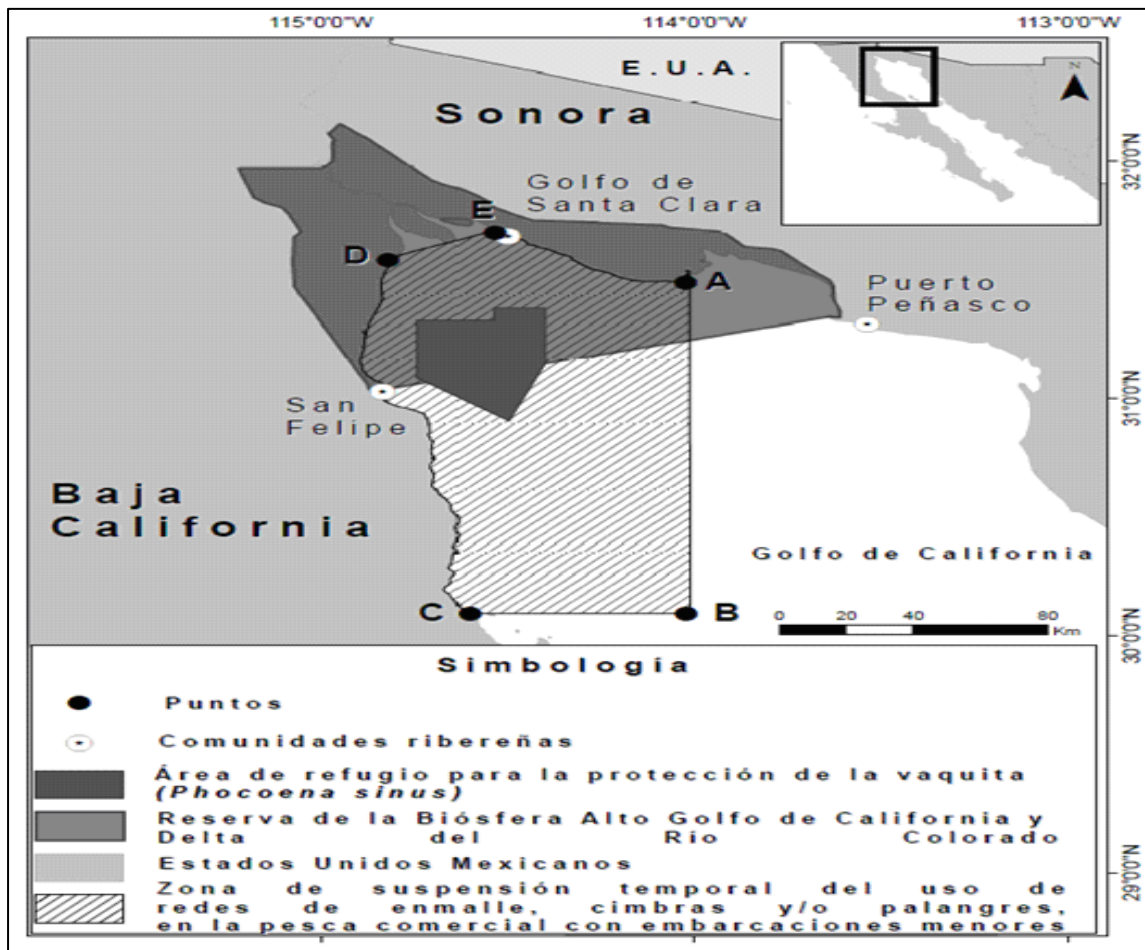 115°0'0"W 114°0'0"W 113°0'0"W
E.U.A.
N
Sonora
32°0'0"N
Golfo de
Santa Clara
E
D
A
Puerto
Peñasco
31°0'0"N
San
Felipe
Baja
California
Golfo de California
C
B
0 20 40 80
Km
30°0'0"N
Simbología
Puntos
Comunidades ribereñas
Área de refugio para la protección de la vaquita
(Phocoena sinus)
Reserva de la Biósfera Alto Golfo de California y
Delta del Río Colorado
Estados Unidos Mexicanos
29°0'0"N
Zona de suspensión temporal del uso de
redes de enmalle, cimbras y/o palangres,
en la pesca comercial con embarcaciones menores